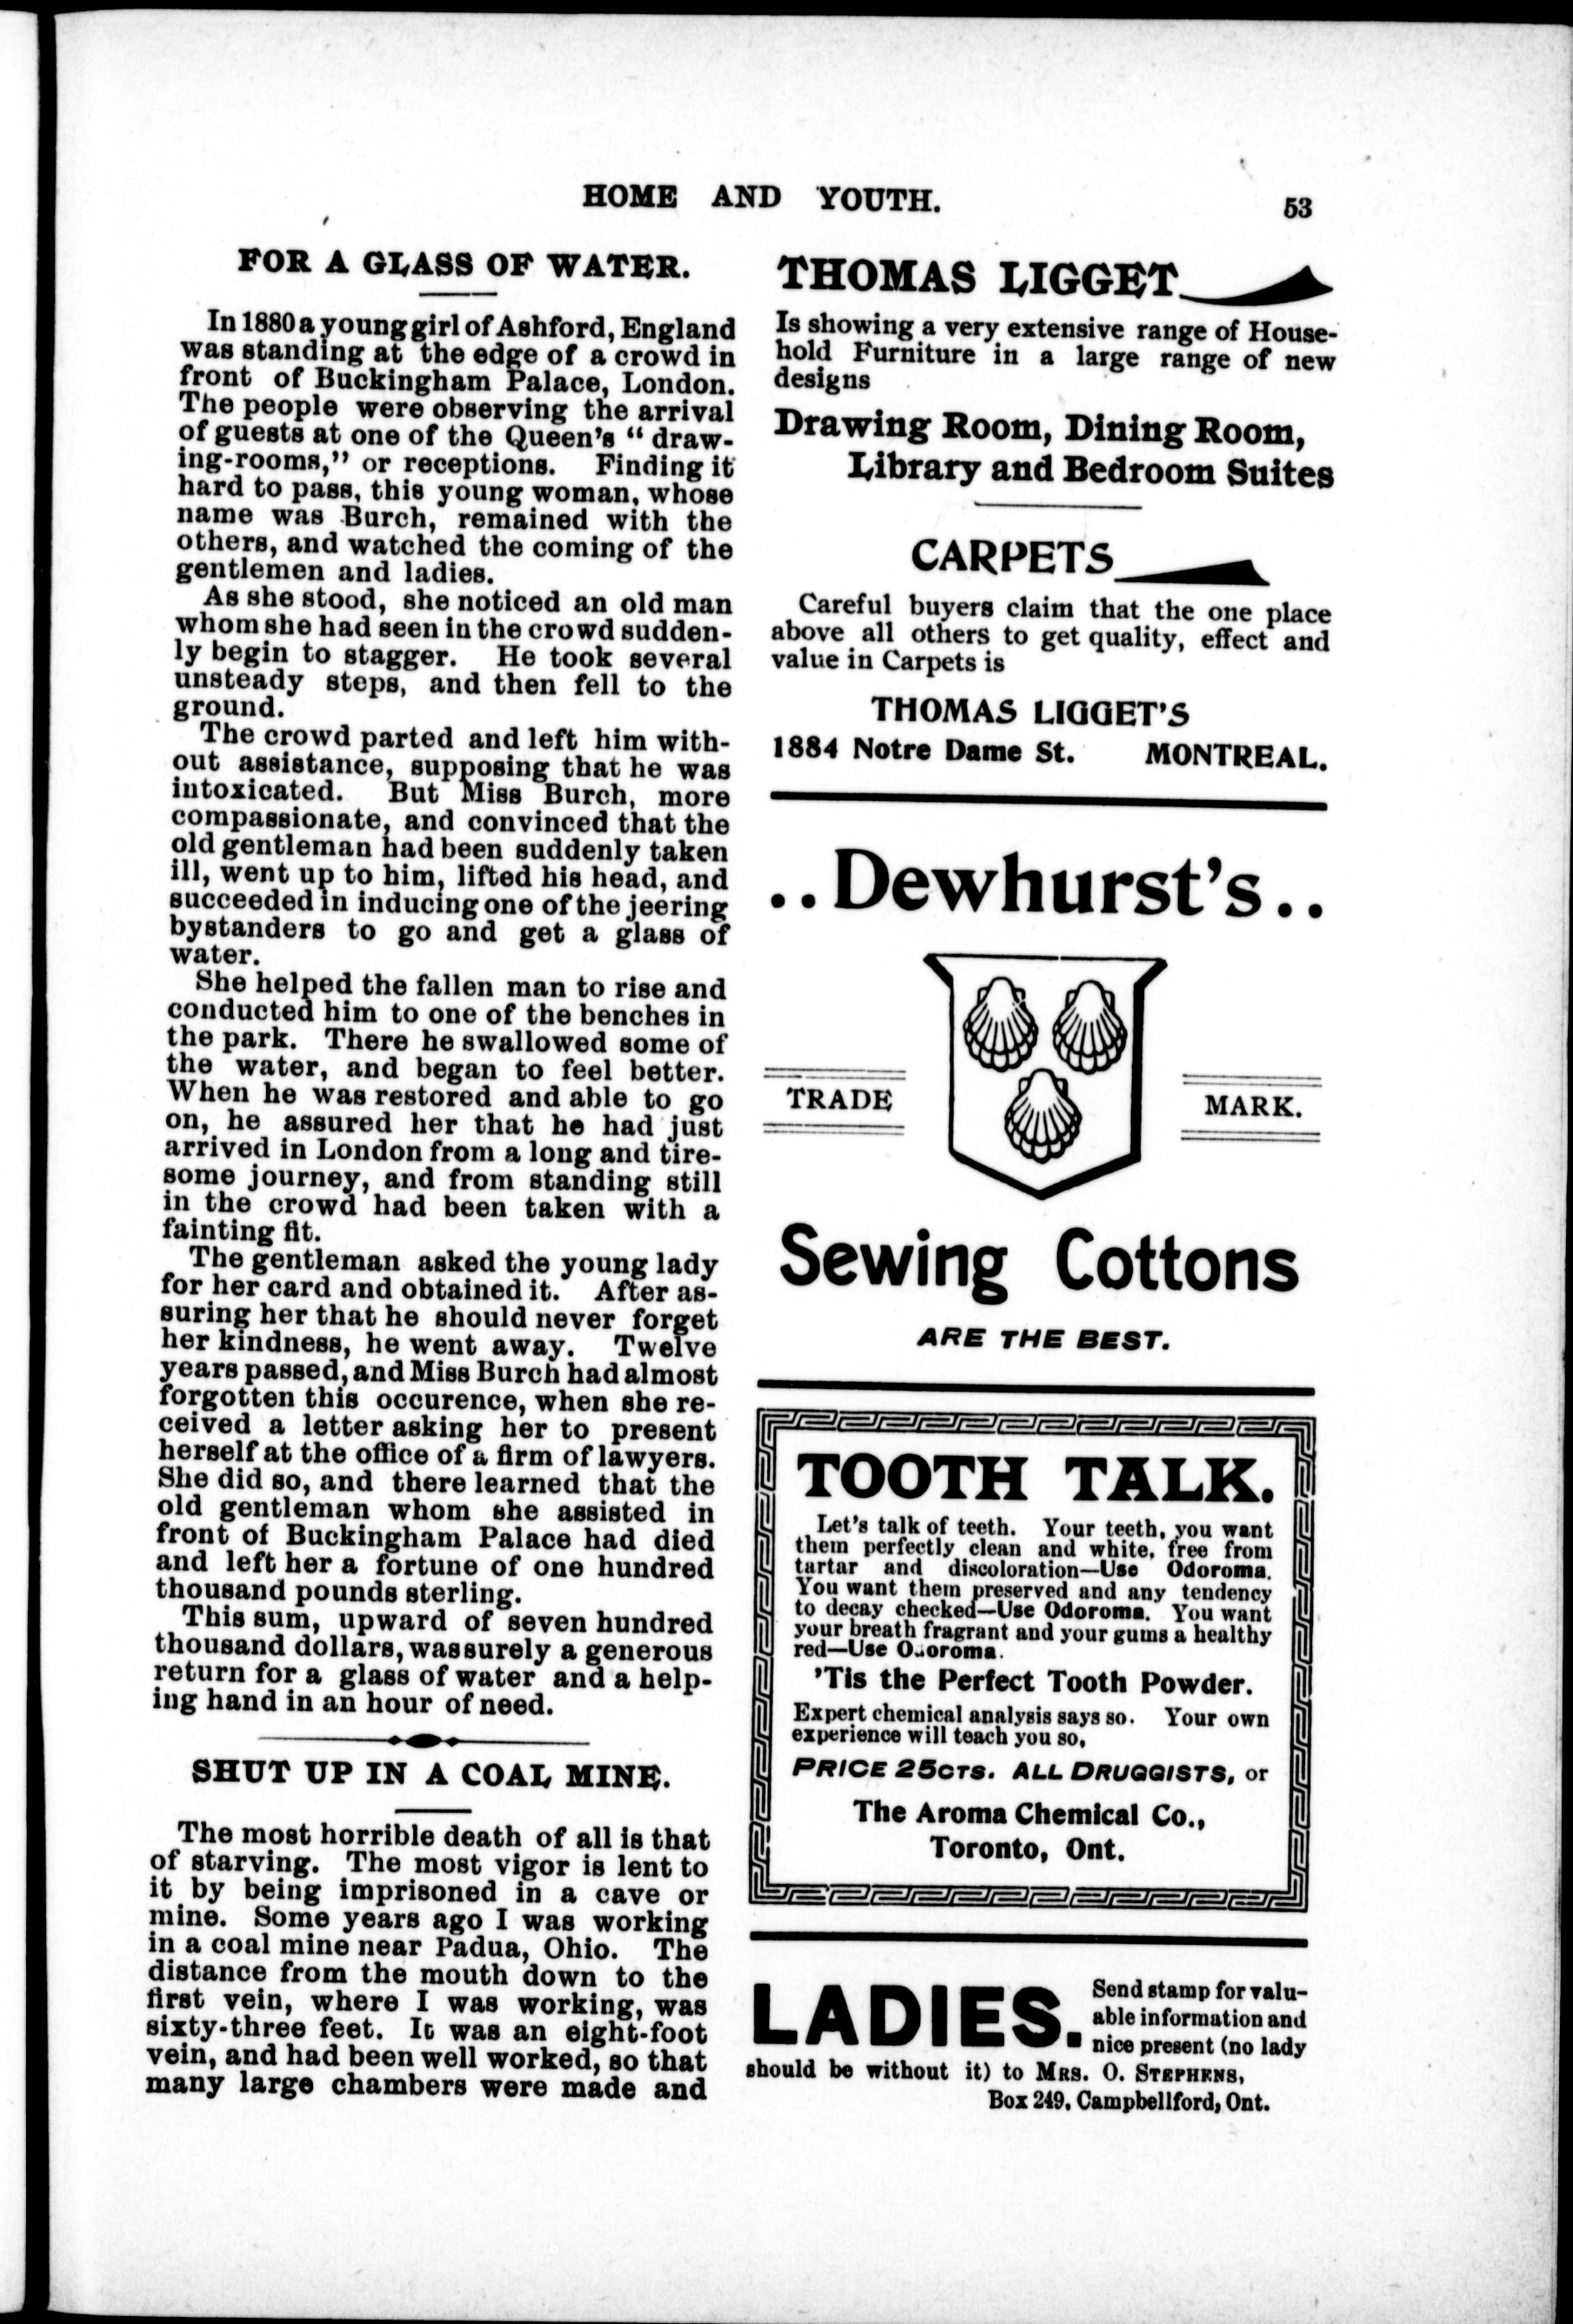 HOME AND YOUTH.
53
FOR A GLASS OF WATER.
In 1880 a young girl of Ashford, England
was standing at the edge of a crowd in
front of Buckingham Palace, London.
The people were observing the arrival
of guests at one of the Queen's " draw-
ing-rooms," or receptions. Finding it
hard to pass, this young woman, whose
name was Burch, remained with the
others, and watched the coming of the
gentlemen and ladies.
As she stood, she noticed an old man
whom she had seen in the crowd sudden-
ly begin to stagger. He took several
unsteady steps, and then fell to the
ground.
The crowd parted and left him with-
out assistance, supposing that he was
intoxicated. But Miss Burch, more
compassionate, and convinced that the
old gentleman had been suddenly taken
ill, went up to him, lifted his head, and
succeeded in inducing one of the jeering
bystanders to go and get a glass of
water.
She helped the fallen man to rise and
conducted him to one of the benches in
the park. There he swallowed some of
the water, and began to feel better.
When he was restored and able to go
on, he assured her that he had just
arrived in London from a long and tire-
some journey, and from standing still
in the crowd had been taken with a
fainting fit.
The gentleman asked the young lady
for her card and obtained it. After as-
suring her that he should never forget
her kindness, he went away. Twelve
years passed, and Miss Burch had almost
forgotten this occurence, when she re-
ceived a letter asking her to present
herself at the office of a firm of lawyers.
She did so, and there learned that the
old gentleman whom she assisted in
front of Buckingham Palace had died
and left her a fortune of one hundred
thousand pounds sterling.
This sum, upward of seven hundred
thousand dollars, was surely a generous
return for a glass of water and a help-
ing hand in an hour of need.
SHUT UP IN A COAL MINE.
The most horrible death of all is that
of starving. The most vigor is lent to
it by being imprisoned in a cave or
mine. Some years ago I was working
in a coal mine near Padua, Ohio. The
distance from the mouth down to the
first vein, where I was working, was
sixty-three feet. It was an eight-foot
vein, and had been well worked, so that
many large chambers were made and
THOMAS LIGGET
Is showing a very extensive range of House-
hold Furniture in a large range of new
designs
Drawing Room, Dining Room,
Library and Bedroom Suites
CARPETS
Careful buyers claim that the one place
above all others to get quality, effect and
value in Carpets is
THOMAS LIGGET'S
1884 Notre Dame St. MONTREAL.
..Dewhurst's..
TRADE MARK.
Sewing Cottons
ARE THE BEST.
TOOTH TALK.
Let's talk of teeth. Your teeth, you want
them perfectly clean and white, free from
tartar and discoloration—Use Odoroma.
You want them preserved and any tendency
to decay checked—Use Odoroma. You want
your breath fragrant and your gums a healthy
red—Use Odoroma.
'Tis the Perfect Tooth Powder.
Expert chemical analysis says so. Your own
experience will teach you so,
PRICE 25CTS. ALL DRUGGISTS, or
The Aroma Chemical Co.,
Toronto, Ont.
LADIES. Send stamp for valu-
able information and
nice present (no lady
should be without it) to MRS. O. STEPHENS,
Box 249, Campbellford, Ont.